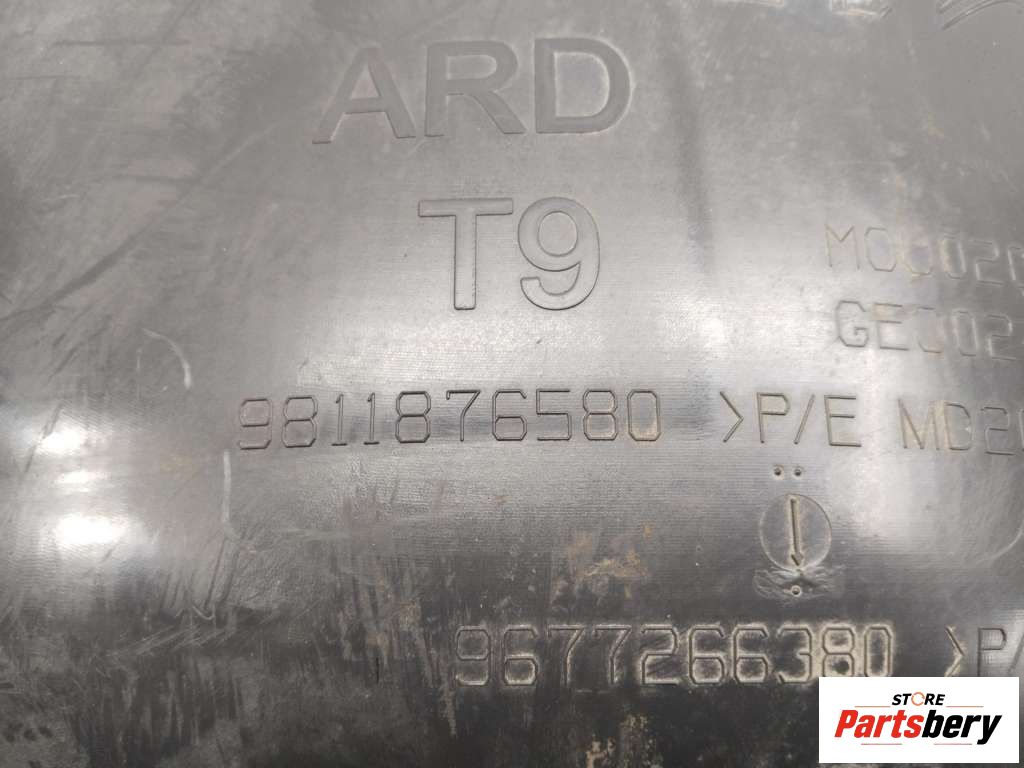 ARD
T9
9811876580 >P/E
9677266380 >P/
STORE
Partsbery